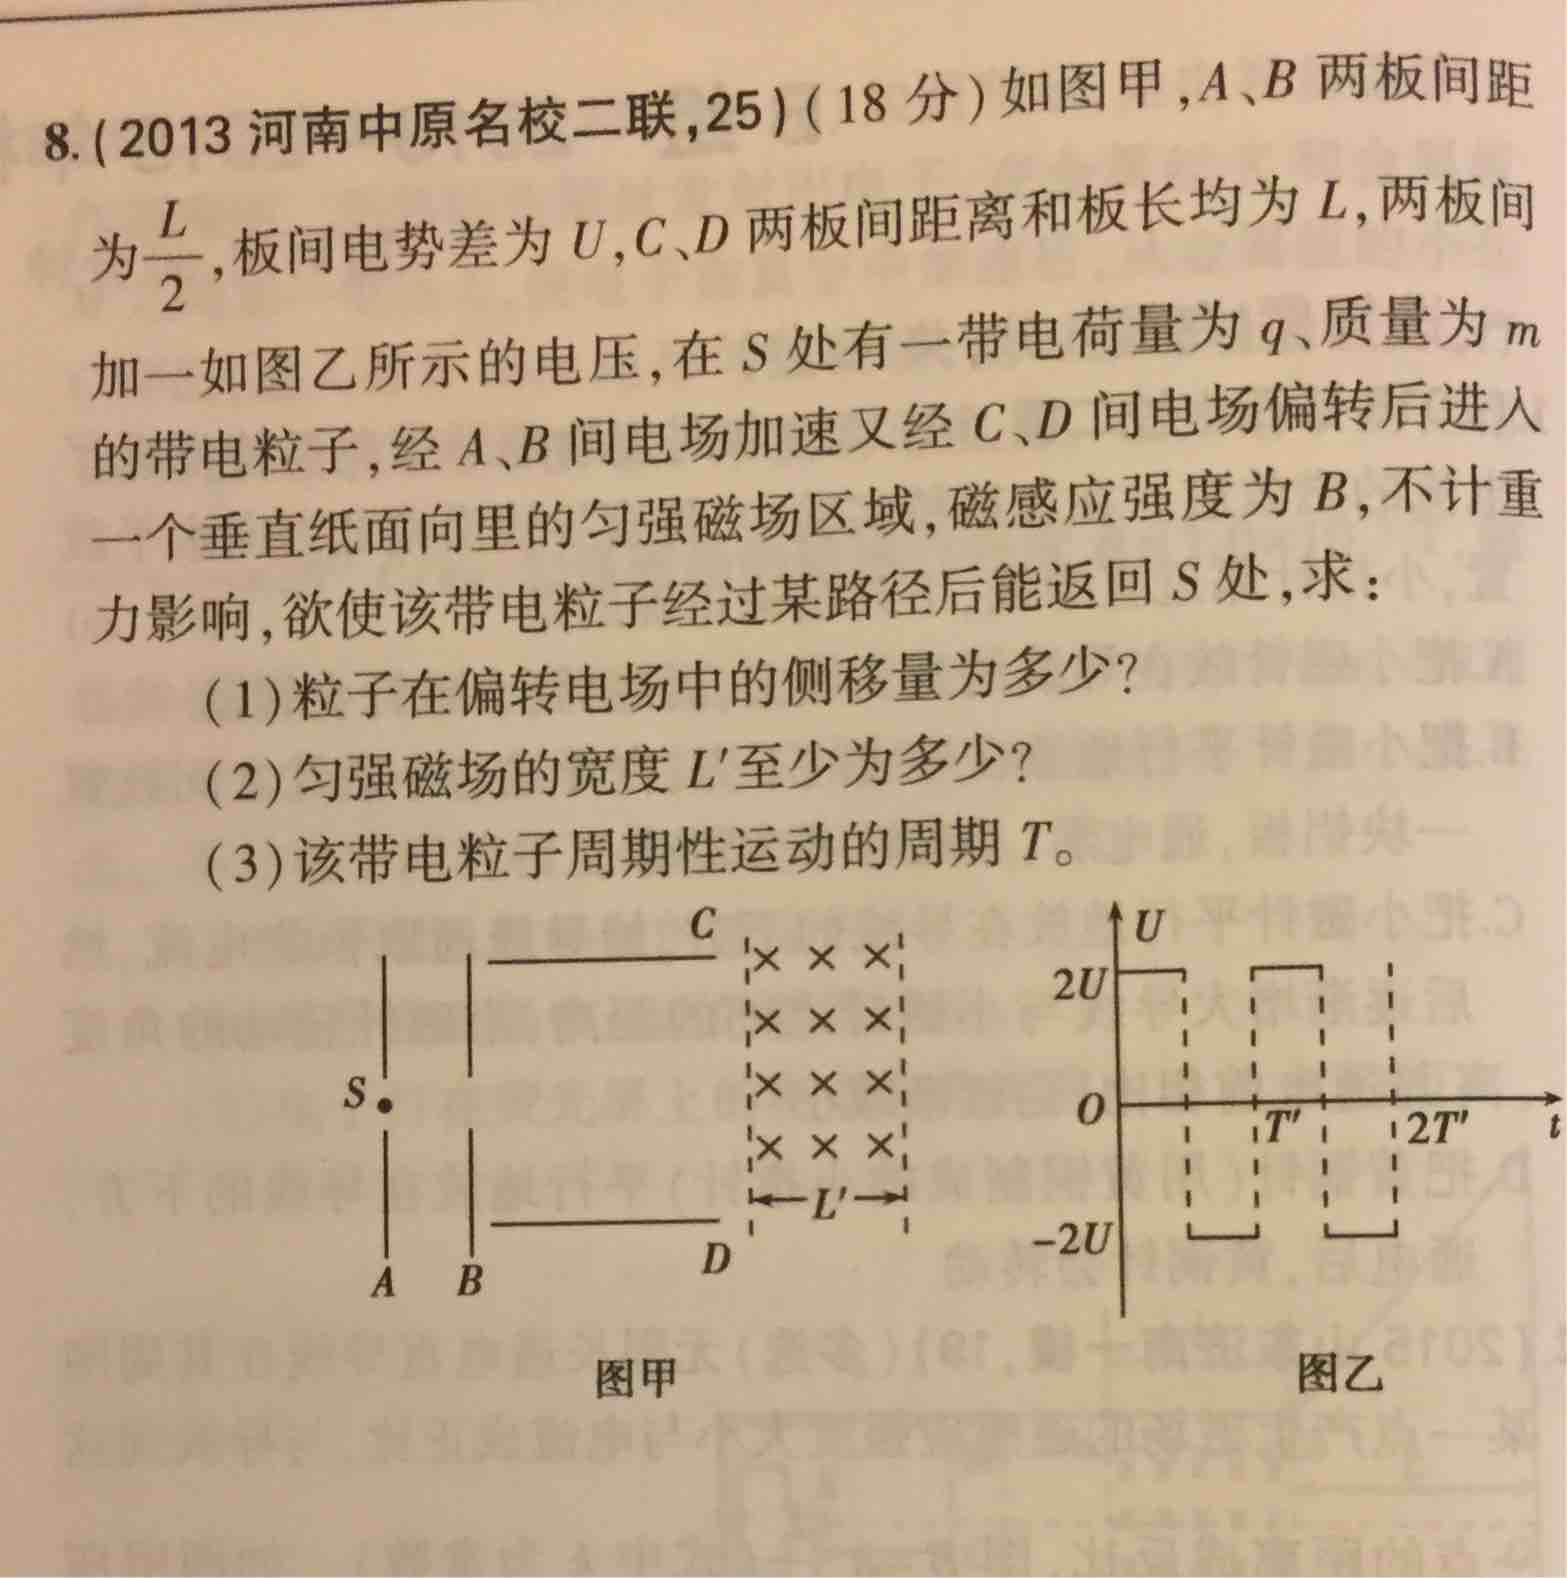 8.(2013 河南中原名校二联,25)(18 分)如图甲,A、B 两板间距
为L/2,板间电势差为 U,C、D 两板间距离和板长均为 L,两板间
加一如图乙所示的电压,在 S 处有一带电荷量为 q、质量为 m
的带电粒子,经 A、B 间电场加速又经 C、D 间电场偏转后进入
一个垂直纸面向里的匀强磁场区域,磁感应强度为 B,不计重
力影响,欲使该带电粒子经过某路径后能返回 S 处,求:
(1)粒子在偏转电场中的侧移量为多少?
(2)匀强磁场的宽度 L′至少为多少?
(3)该带电粒子周期性运动的周期 T。
C
S
A B
D
L′
图甲
U
2U
O
T′ 2T′ t
-2U
图乙